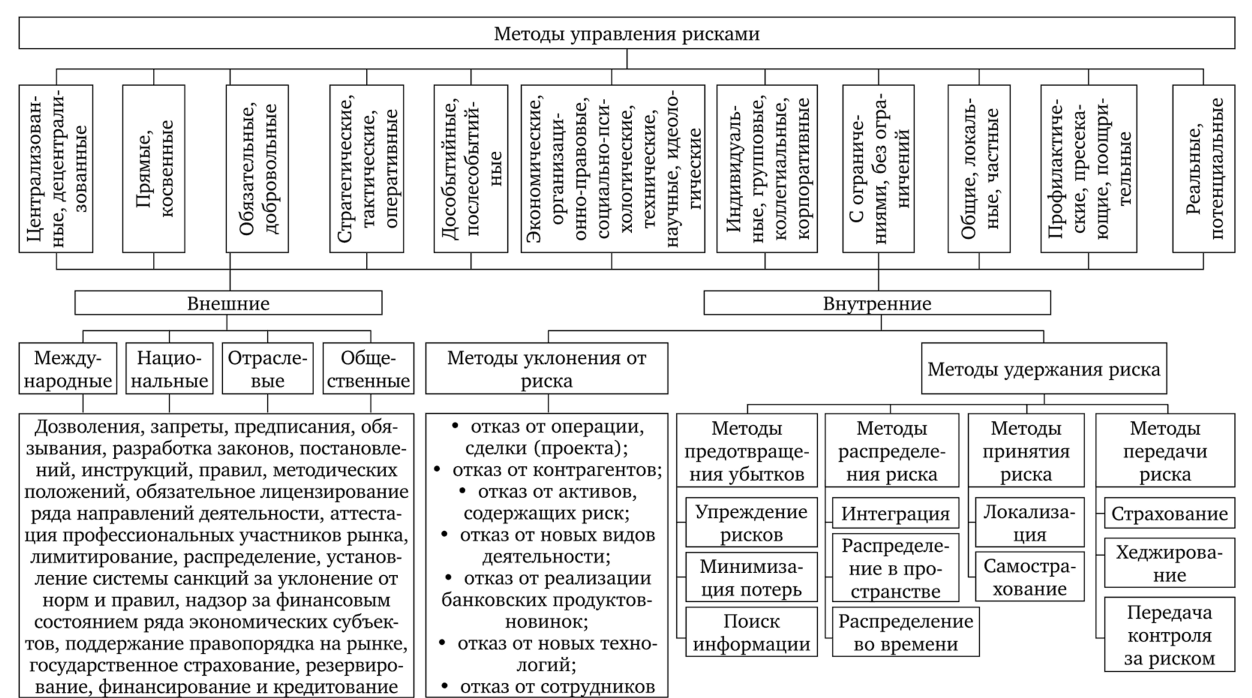 Методы управления рисками
Централизован-
ные, децентрали-
зованные
Прямые,
косвенные
Обязательные,
добровольные
Стратегические,
тактические,
оперативные
Дособытийные,
послесобытий-
ные
Экономические,
организаци-
онно-правовые,
социально-пси-
хологические,
технические,
научные, идеоло-
гические
Индивидуаль-
ные, групповые,
коллегиальные,
корпоративные
С ограниче-
ниями, без огра-
ничений
Общие, локаль-
ные, частные
Профилактиче-
ские, пресека-
ющие, поощри-
тельные
Реальные,
потенциальные
Внешние
Внутренние
Между-
народные
Нацио-
нальные
Отрасле-
вые
Обще-
ственные
Методы уклонения от
риска
Методы удержания риска
Дозволения, запреты, предписания, обя-
зывания, разработка законов, постановле-
ний, инструкций, правил, методических
положений, обязательное лицензирование
ряда направлений деятельности, аттеста-
ция профессиональных участников рынка,
лимитирование, распределение, установ-
ление системы санкций за уклонение от
норм и правил, надзор за финансовым
состоянием ряда экономических субъек-
тов, поддержание правопорядка на рынке,
государственное страхование, резервиро-
вание, финансирование и кредитование
• отказ от операции,
сделки (проекта);
• отказ от контрагентов;
• отказ от активов,
содержащих риск;
• отказ от новых видов
деятельности;
• отказ от реализации
банковских продуктов-
новинок;
• отказ от новых техно-
логий;
• отказ от сотрудников
Методы
предотвраще-
ния убытков
Упреждение
рисков
Минимиза-
ция потерь
Поиск
информации
Методы
распределе-
ния риска
Интеграция
Распределе-
ние в про-
странстве
Распределение
во времени
Методы
принятия
риска
Локализа-
ция
Самостра-
хование
Методы
передачи
риска
Страхование
Хеджирова-
ние
Передача
контроля
за риском